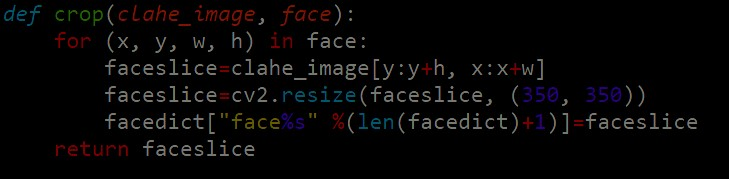 def crop(clahe_image, face):
    for (x, y, w, h) in face:
        faceslice=clahe_image[y:y+h, x:x+w]
        faceslice=cv2.resize(faceslice, (350, 350))
        facedict["face%s" %(len(facedict)+1)]=faceslice
    return faceslice